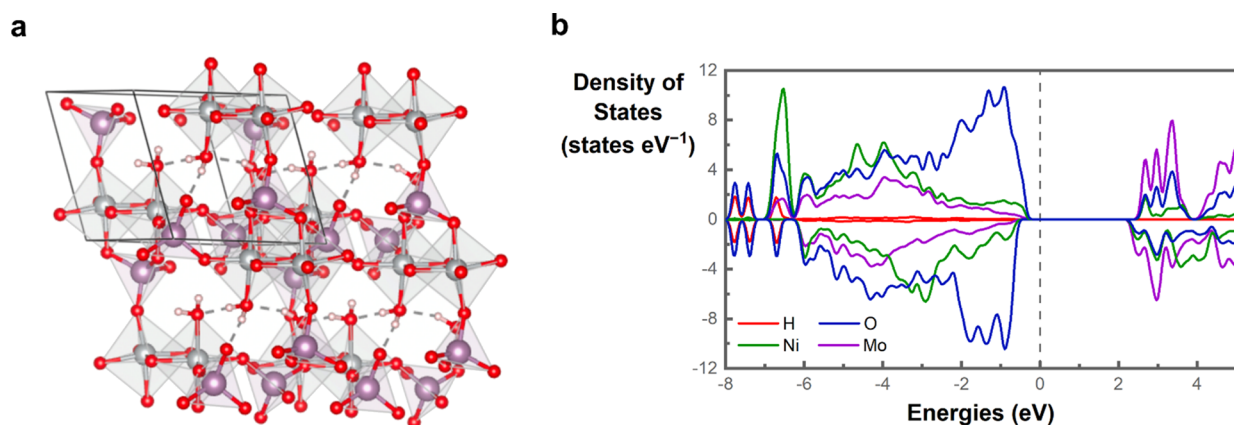 a
b
Density of
States
(states eV⁻¹)
12
8
4
0
-4
-8
-12
H
O
Ni
Mo
-8
-6
-4
-2
0
2
4
Energies (eV)